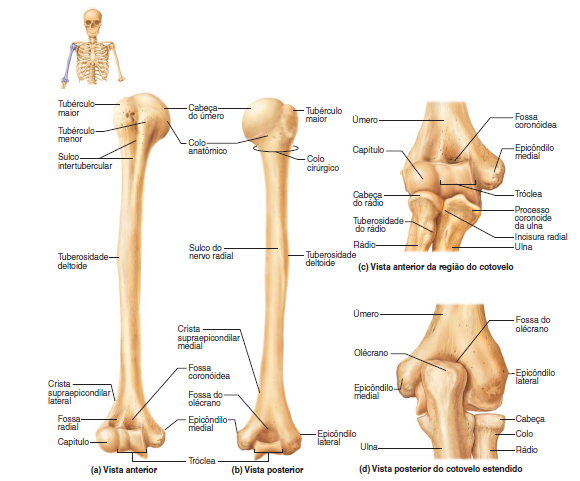 Tubérculo
maior
Tubérculo
menor
Sulco
intertubercular
Tuberosidade
deltoide
Crista
supraepicondilar
lateral
Fossa
radial
Capítulo
(a) Vista anterior
Cabeça
do úmero
Colo
anatômico
Sulco do
nervo radial
Crista
supraepicondilar
medial
Fossa
coronóidea
Fossa do
olécrano
Epicôndilo
medial
Tróclea
Tubérculo
maior
Colo
cirúrgico
Tuberosidade
deltoide
Epicôndilo
lateral
(b) Vista posterior
Úmero
Capítulo
Cabeça
do rádio
Tuberosidade
do rádio
Rádio
Fossa
coronóidea
Epicôndilo
medial
Tróclea
Processo
coronoide
da ulna
Incisura radial
Ulna
(c) Vista anterior da região do cotovelo
Úmero
Olécrano
Epicôndilo
medial
Ulna
Fossa do
olécrano
Epicôndilo
lateral
Cabeça
Colo
Rádio
(d) Vista posterior do cotovelo estendido